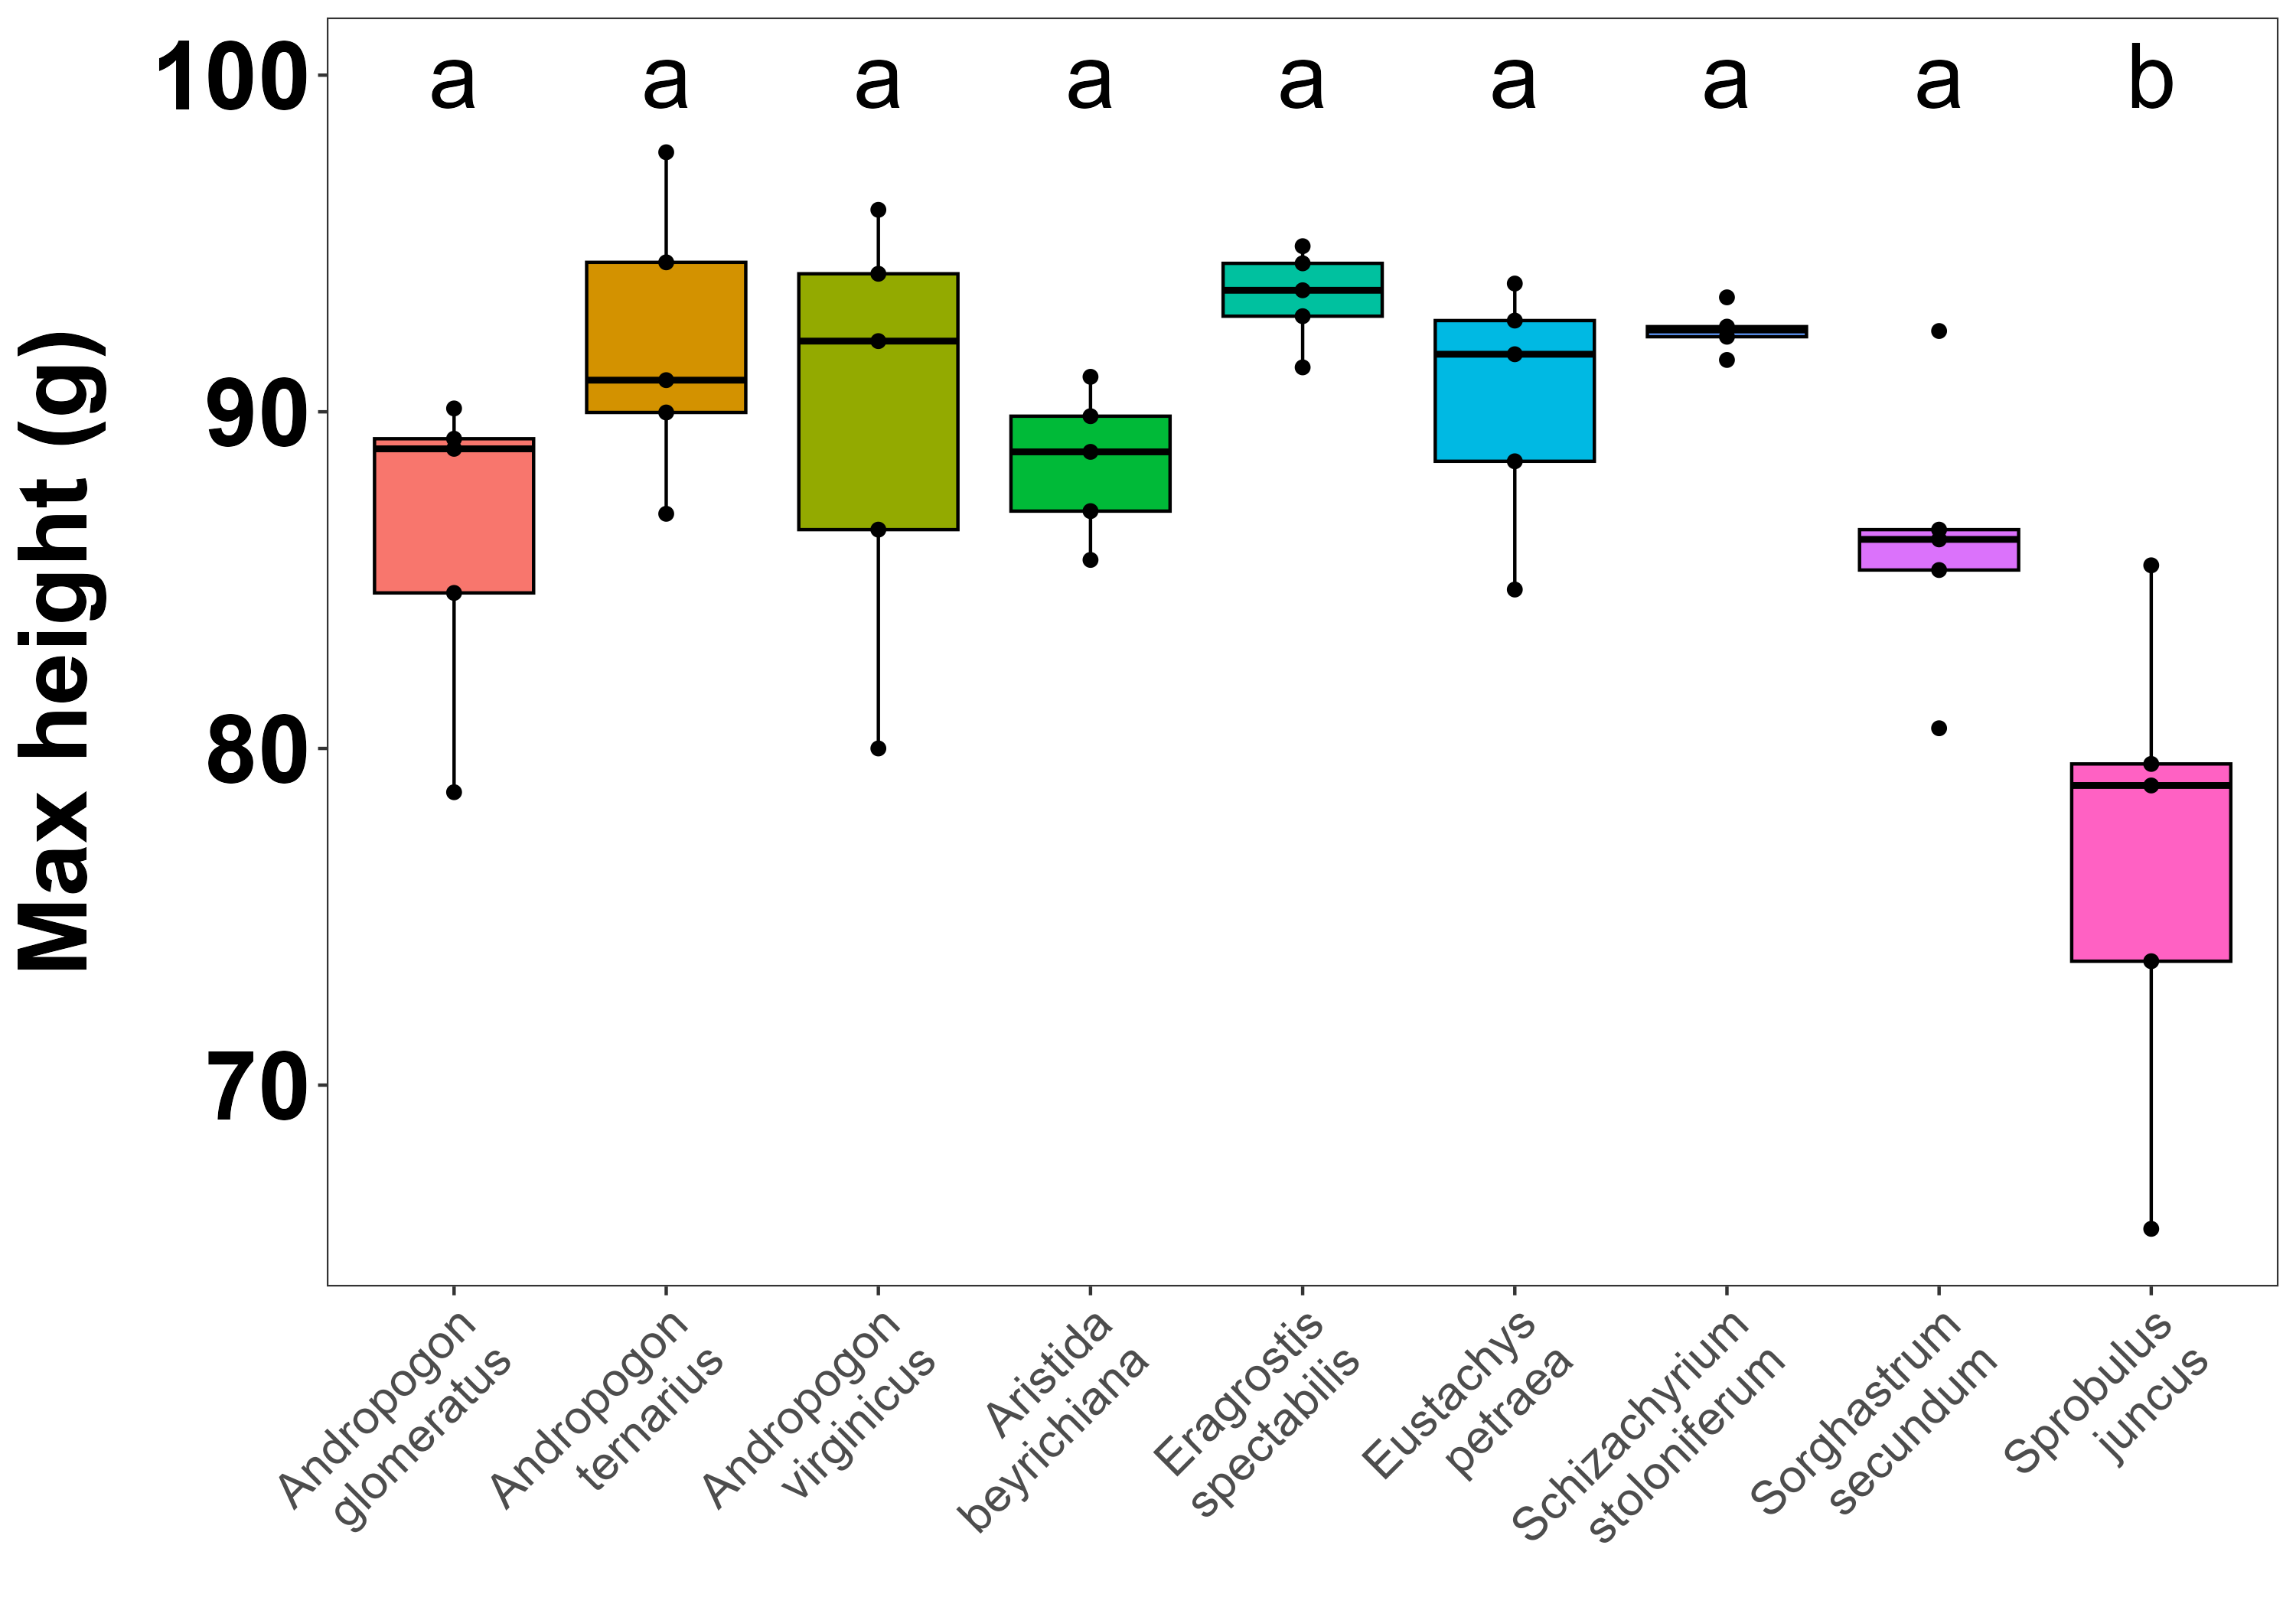 Max height (g)
100
90
80
70
a a a a a a a a b
Andropogon
glomeratus
Andropogon
ternarius
Andropogon
virginicus
Aristida
beyrichiana
Eragrostis
spectabilis
Eustachys
petraea
Schizachyrium
stoloniferum
Sorghastrum
secundum
Sprobulus
juncus